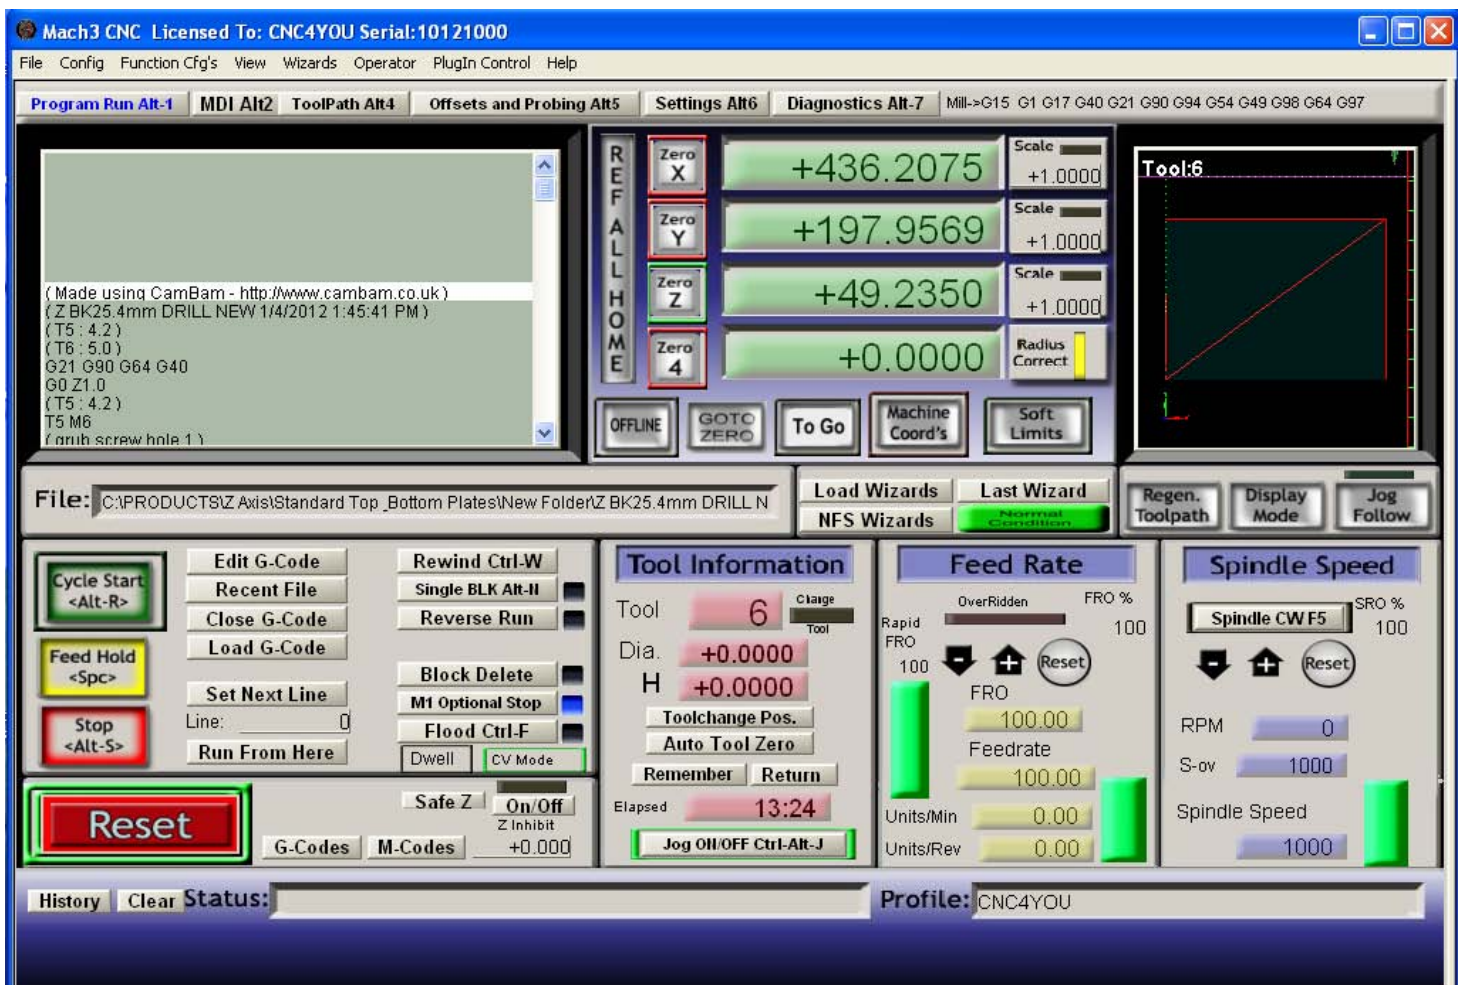 Mach3 CNC Licensed To: CNC4YOU Serial:10121000
File Config Function Cfg's View Wizards Operator PlugIn Control Help
Program Run Alt-1 MDI Alt2 ToolPath Alt4 Offsets and Probing Alt5 Settings Alt6 Diagnostics Alt-7 Mill->G15 G1 G17 G40 G21 G90 G94 G54 G49 G98 G64 G97
( Made using CamBam - http://www.cambam.co.uk )
( Z BK25.4mm DRILL NEW 1/4/2012 1:45:41 PM )
( T5 : 4.2 )
( T6 : 5.0 )
G21 G90 G64 G40
G0 Z1.0
( T5 : 4.2 )
T5 M6
( grub screw hole 1 )
REF ALL HOME
Zero X +436.2075 Scale +1.0000
Zero Y +197.9569 Scale +1.0000
Zero Z +49.2350 Scale +1.0000
Zero 4 +0.0000 Radius Correct
OFFLINE GOTO ZERO To Go Machine Coord's Soft Limits
Tool:6
File: C:\PRODUCTS\Z Axis\Standard Top_Bottom Plates\New Folder\Z BK25.4mm DRILL N
Load Wizards Last Wizard
NFS Wizards Normal Condition
Regen. Toolpath Display Mode Jog Follow
Cycle Start <Alt-R>
Feed Hold <Spc>
Stop <Alt-S>
Edit G-Code
Recent File
Close G-Code
Load G-Code
Set Next Line
Line: 0
Run From Here
Rewind Ctrl-W
Single BLK Alt-N
Reverse Run
Block Delete
M1 Optional Stop
Flood Ctrl-F
Dwell CV Mode
Reset
Safe Z On/Off
Z Inhibit
G-Codes M-Codes +0.000
Tool Information
Tool 6 Change Tool
Dia. +0.0000
H +0.0000
Toolchange Pos.
Auto Tool Zero
Remember Return
Elapsed 13:24
Jog ON/OFF Ctrl-Alt-J
Feed Rate
OverRidden FRO %
100
Rapid FRO
100
Reset
FRO
100.00
Feedrate
100.00
Units/Min 0.00
Units/Rev 0.00
Spindle Speed
Spindle CW F5 SRO %
100
Reset
RPM 0
S-ov 1000
Spindle Speed
1000
History Clear Status:
Profile: CNC4YOU